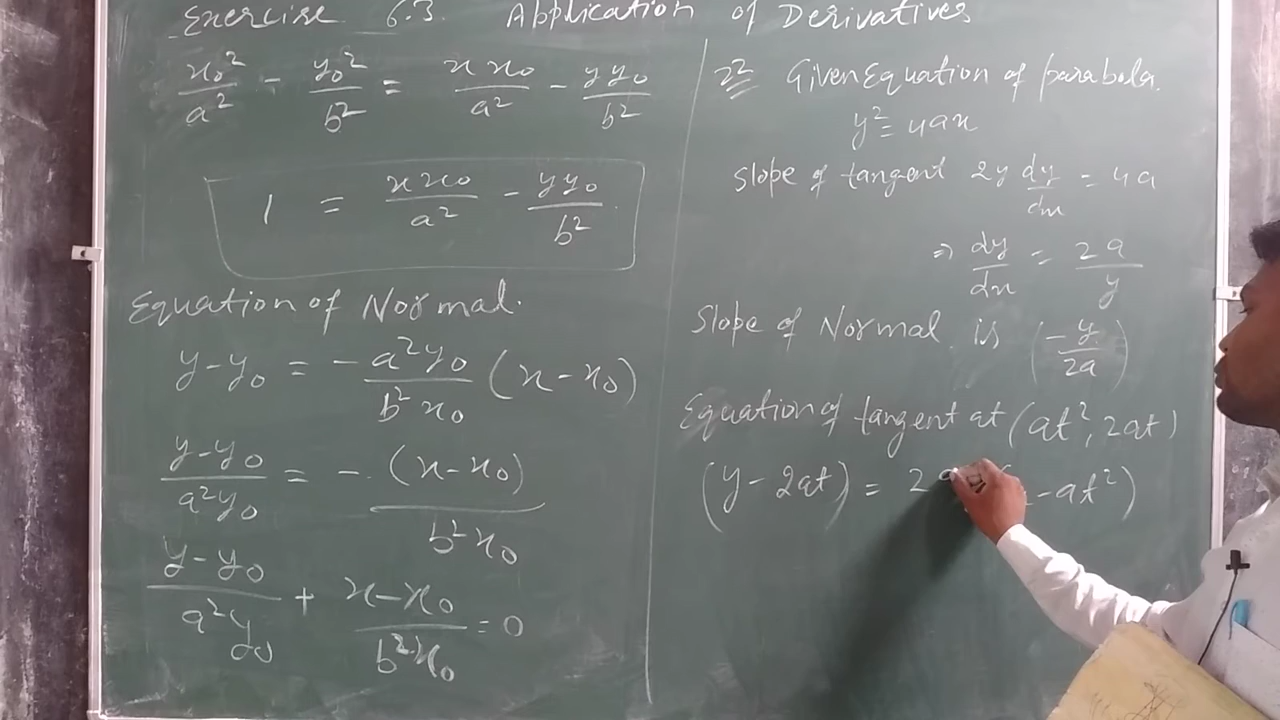 Exercise 6.3. Application of Derivatives
x₀²/a² - y₀²/b² = xx₀/a² - yy₀/b²
1 = xx₀/a² - yy₀/b²
Equation of Normal.
y-y₀ = -a²y₀/b²x₀ (x-x₀)
(y-y₀)/a²y₀ = -(x-x₀)/b²x₀
(y-y₀)/a²y₀ + (x-x₀)/b²x₀ = 0
22 Given Equation of parabola.
y² = 4ax
Slope of tangent 2y dy/dx = 4a
⇒ dy/dx = 2a/y
Slope of Normal is (-y/2a)
Equation of tangent at (at², 2at)
(y-2at) = 2a - at²)